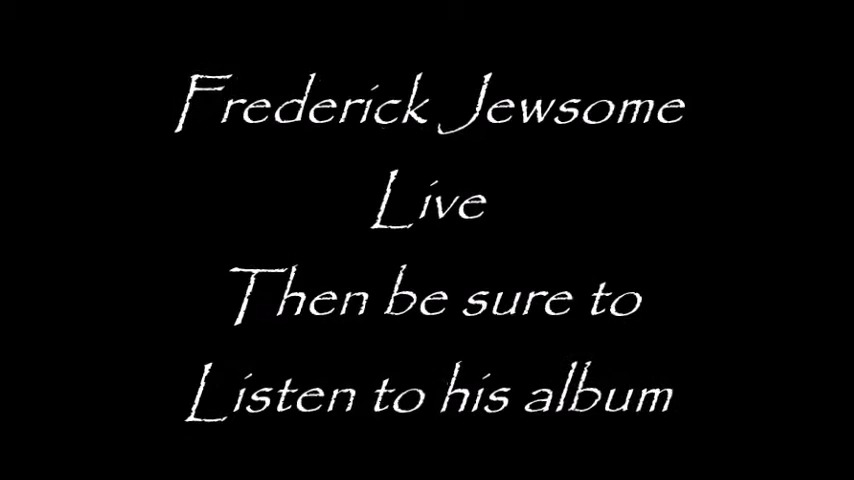 Frederick Jewsome
Live
Then be sure to
Listen to his album